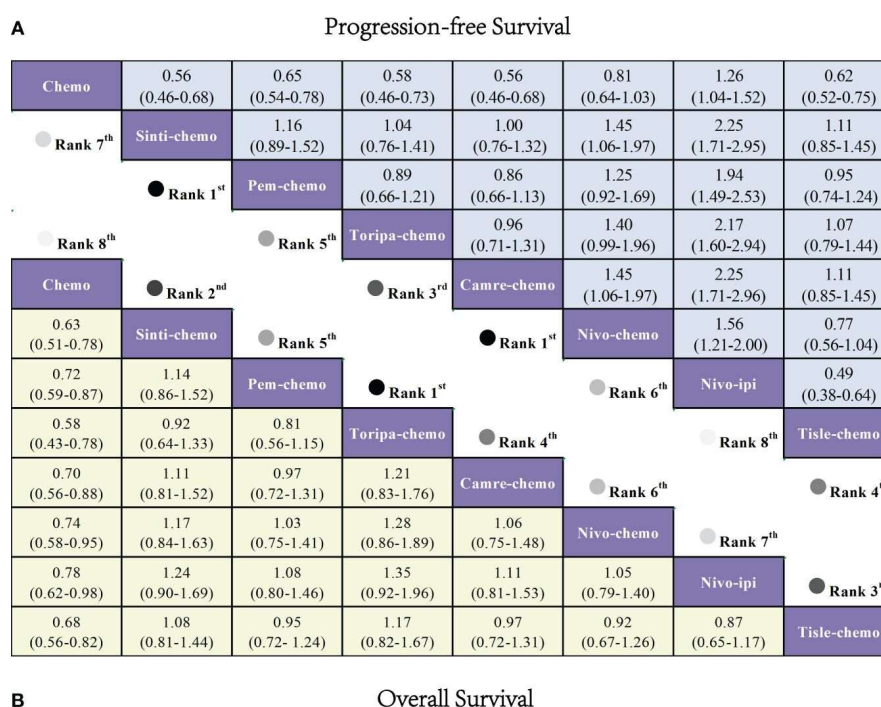 A
Progression-free Survival
Chemo 0.56 0.65 0.58 0.56 0.81 1.26 0.62
(0.46-0.68) (0.54-0.78) (0.46-0.73) (0.46-0.68) (0.64-1.03) (1.04-1.52) (0.52-0.75)
Rank 7th Sinti-chemo 1.16 1.04 1.00 1.45 2.25 1.11
(0.89-1.52) (0.76-1.41) (0.76-1.32) (1.06-1.97) (1.71-2.95) (0.85-1.45)
Rank 1st Pem-chemo 0.89 0.86 1.25 1.94 0.95
(0.66-1.21) (0.66-1.13) (0.92-1.69) (1.49-2.53) (0.74-1.24)
Rank 8th Rank 5th Toripa-chemo 0.96 1.40 2.17 1.07
(0.71-1.31) (0.99-1.96) (1.60-2.94) (0.79-1.44)
Chemo Rank 2nd Rank 3rd Camre-chemo 1.45 2.25 1.11
(1.06-1.97) (1.71-2.96) (0.85-1.45)
0.63 Sinti-chemo Rank 5th Rank 1st Nivo-chemo 1.56 0.77
(0.51-0.78) (1.21-2.00) (0.56-1.04)
0.72 1.14 Pem-chemo Rank 1st Rank 6th Nivo-ipi 0.49
(0.59-0.87) (0.86-1.52) (0.38-0.64)
0.58 0.92 0.81 Toripa-chemo Rank 4th Rank 8th Tisle-chemo
(0.43-0.78) (0.64-1.33) (0.56-1.15)
0.70 1.11 0.97 1.21 Camre-chemo Rank 6th Rank 4
(0.56-0.88) (0.81-1.52) (0.72-1.31) (0.83-1.76)
0.74 1.17 1.03 1.28 1.06 Nivo-chemo Rank 7th
(0.58-0.95) (0.84-1.63) (0.75-1.41) (0.86-1.89) (0.75-1.48)
0.78 1.24 1.08 1.35 1.11 1.05 Nivo-ipi Rank 3
(0.62-0.98) (0.90-1.69) (0.80-1.46) (0.92-1.96) (0.81-1.53) (0.79-1.40)
0.68 1.08 0.95 1.17 0.97 0.92 0.87 Tisle-chemo
(0.56-0.82) (0.81-1.44) (0.72- 1.24) (0.82-1.67) (0.72-1.31) (0.67-1.26) (0.65-1.17)
B
Overall Survival